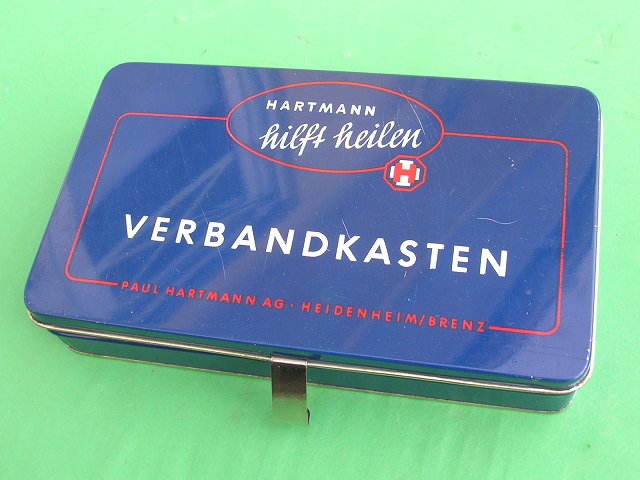 HARTMANN
hilft heilen
H
VERBANDKASTEN
PAUL HARTMANN AG · HEIDENHEIM/BRENZ